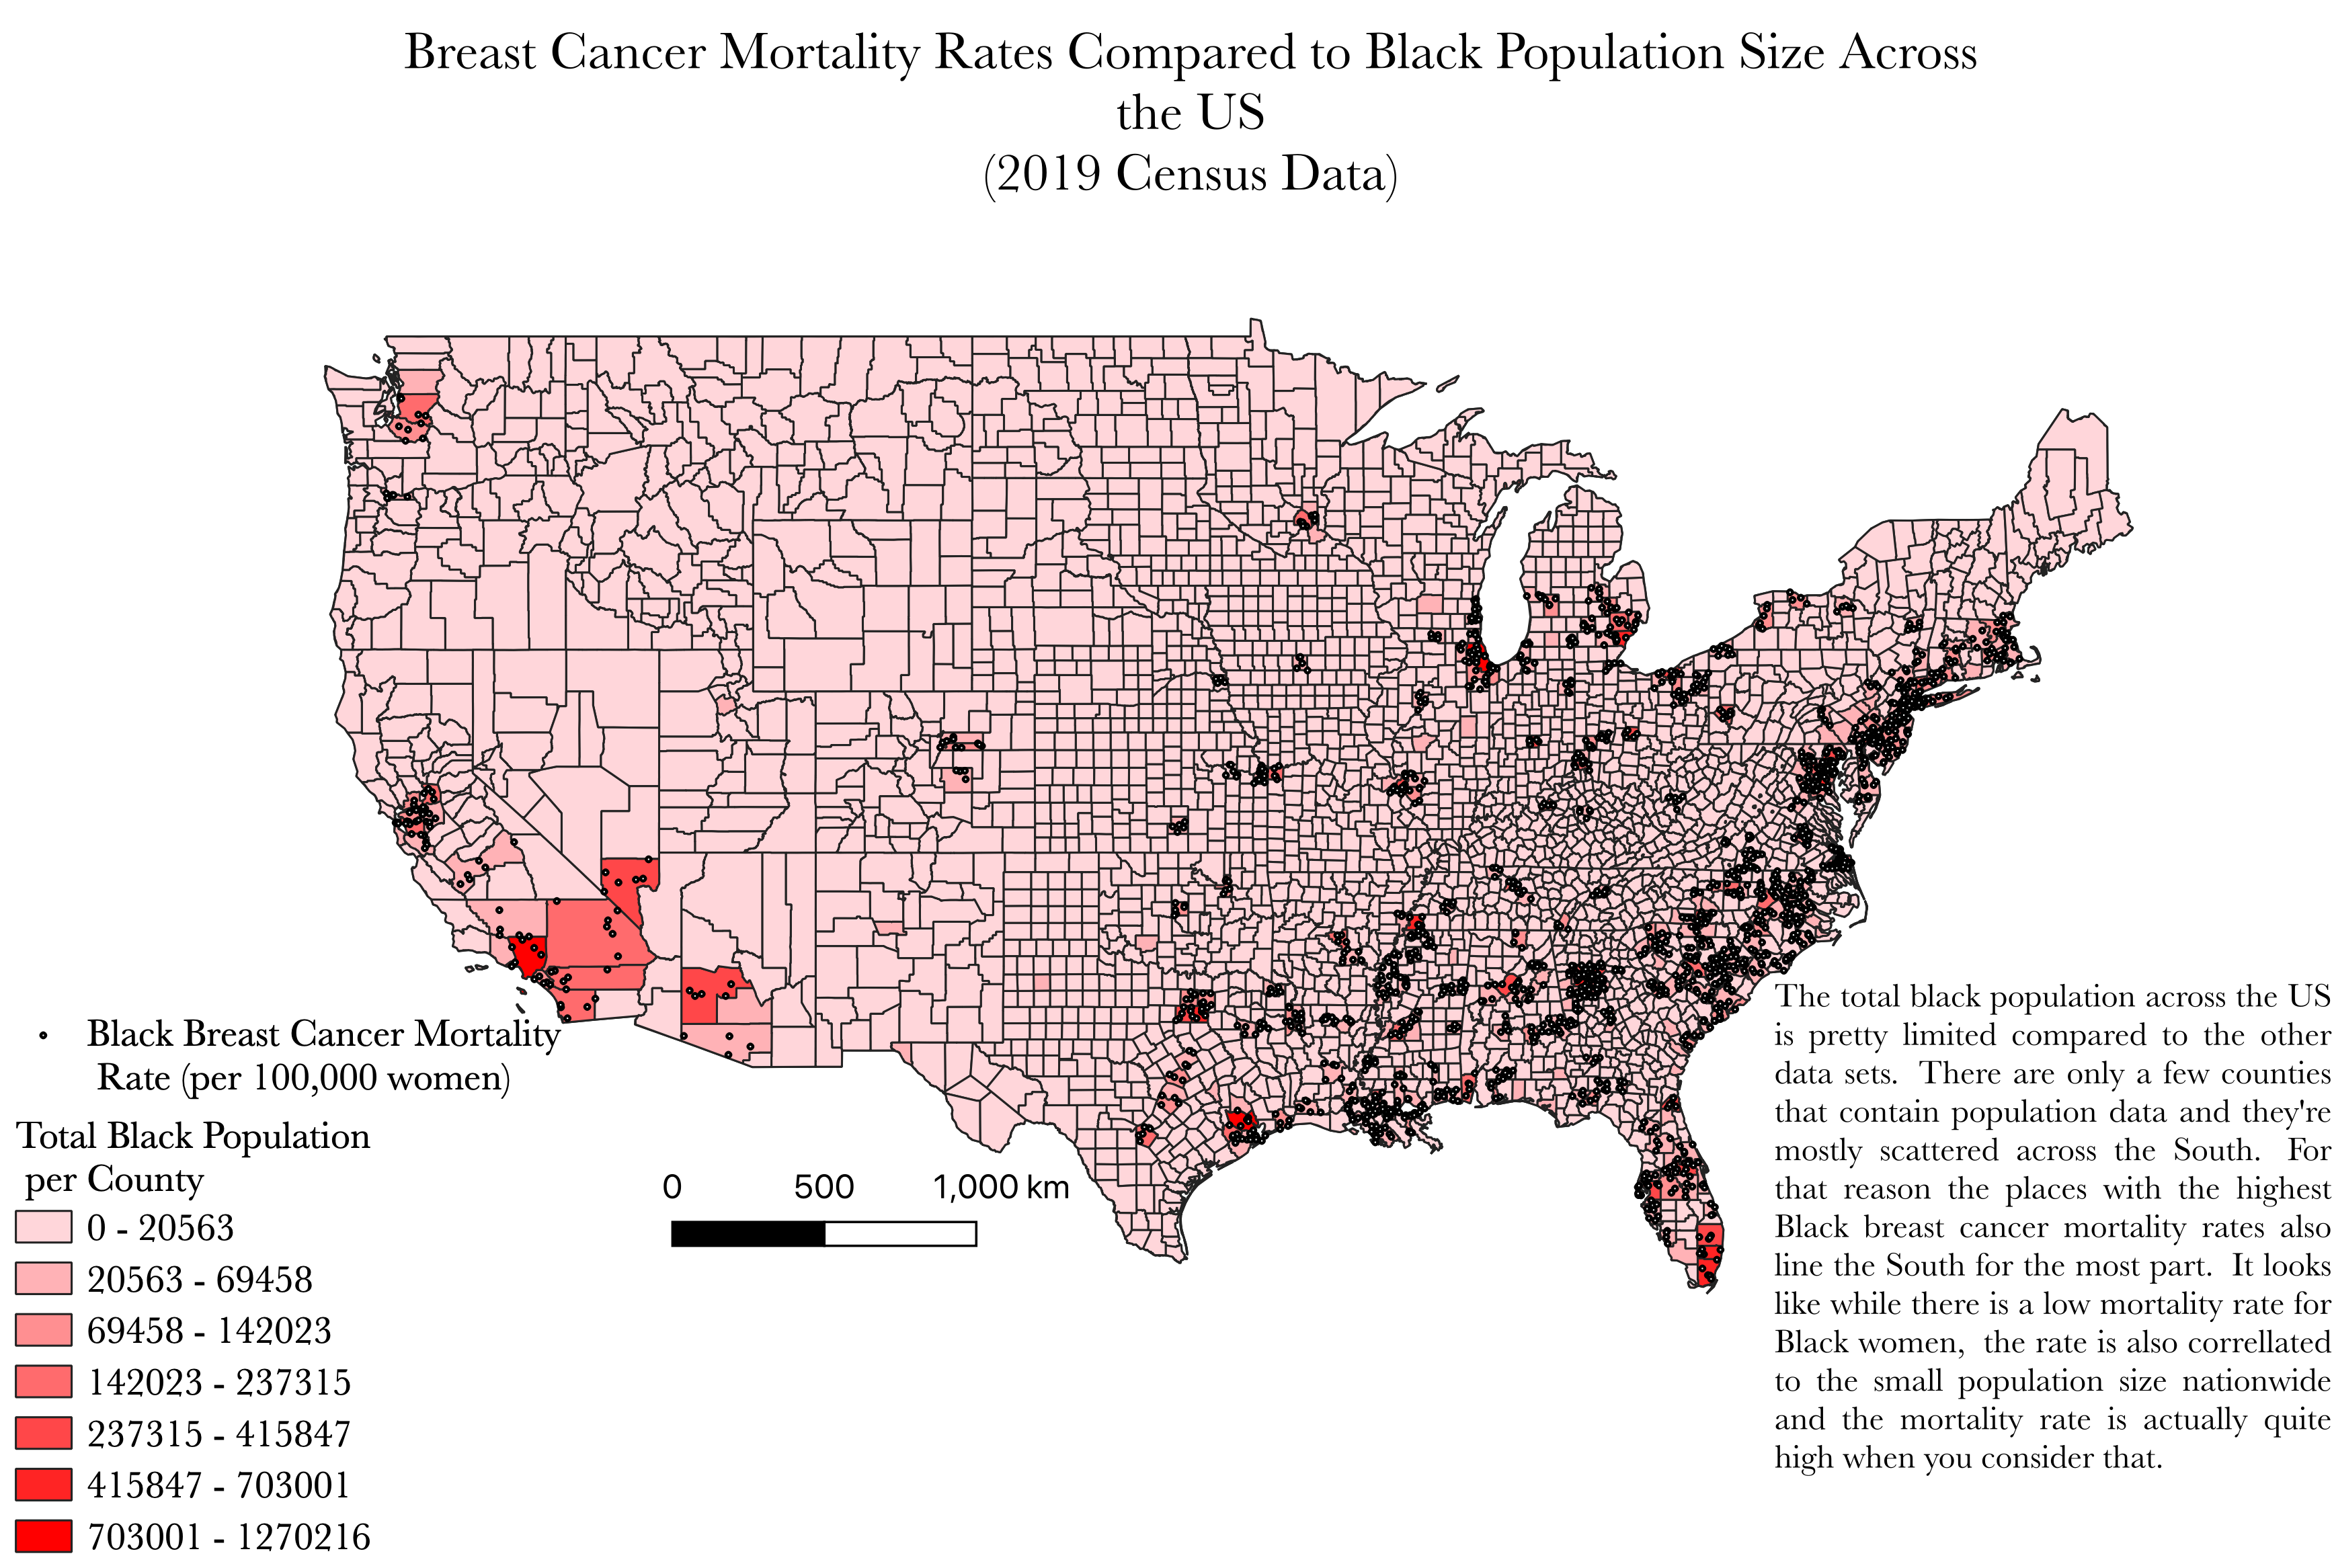 Breast Cancer Mortality Rates Compared to Black Population Size Across
the US
(2019 Census Data)
Black Breast Cancer Mortality
Rate (per 100,000 women)
Total Black Population
per County
0 - 20563
20563 - 69458
69458 - 142023
142023 - 237315
237315 - 415847
415847 - 703001
703001 - 1270216
0 500 1,000 km
The total black population across the US
is pretty limited compared to the other
data sets. There are only a few counties
that contain population data and they're
mostly scattered across the South. For
that reason the places with the highest
Black breast cancer mortality rates also
line the South for the most part. It looks
like while there is a low mortality rate for
Black women, the rate is also correllated
to the small population size nationwide
and the mortality rate is actually quite
high when you consider that.